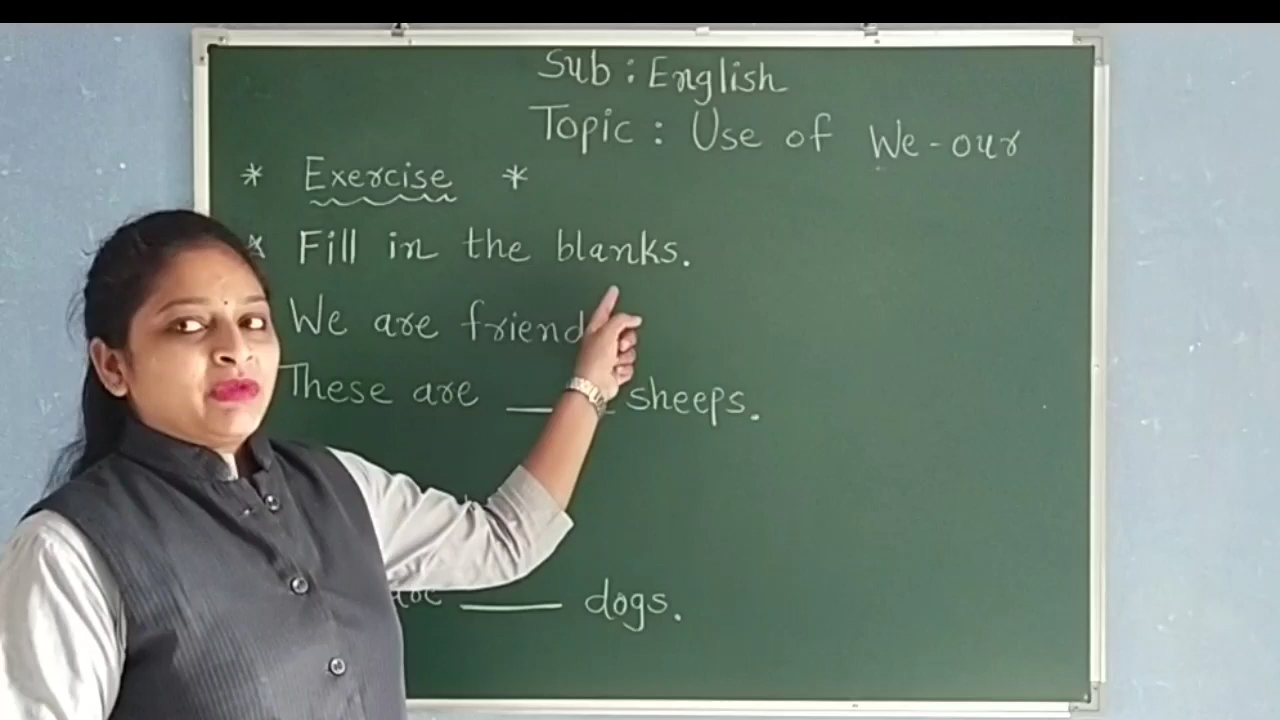 Sub : English
Topic : Use of We - our
* Exercise *
* Fill in the blanks.
We are friend
These are ___ sheeps.
are ___ dogs.